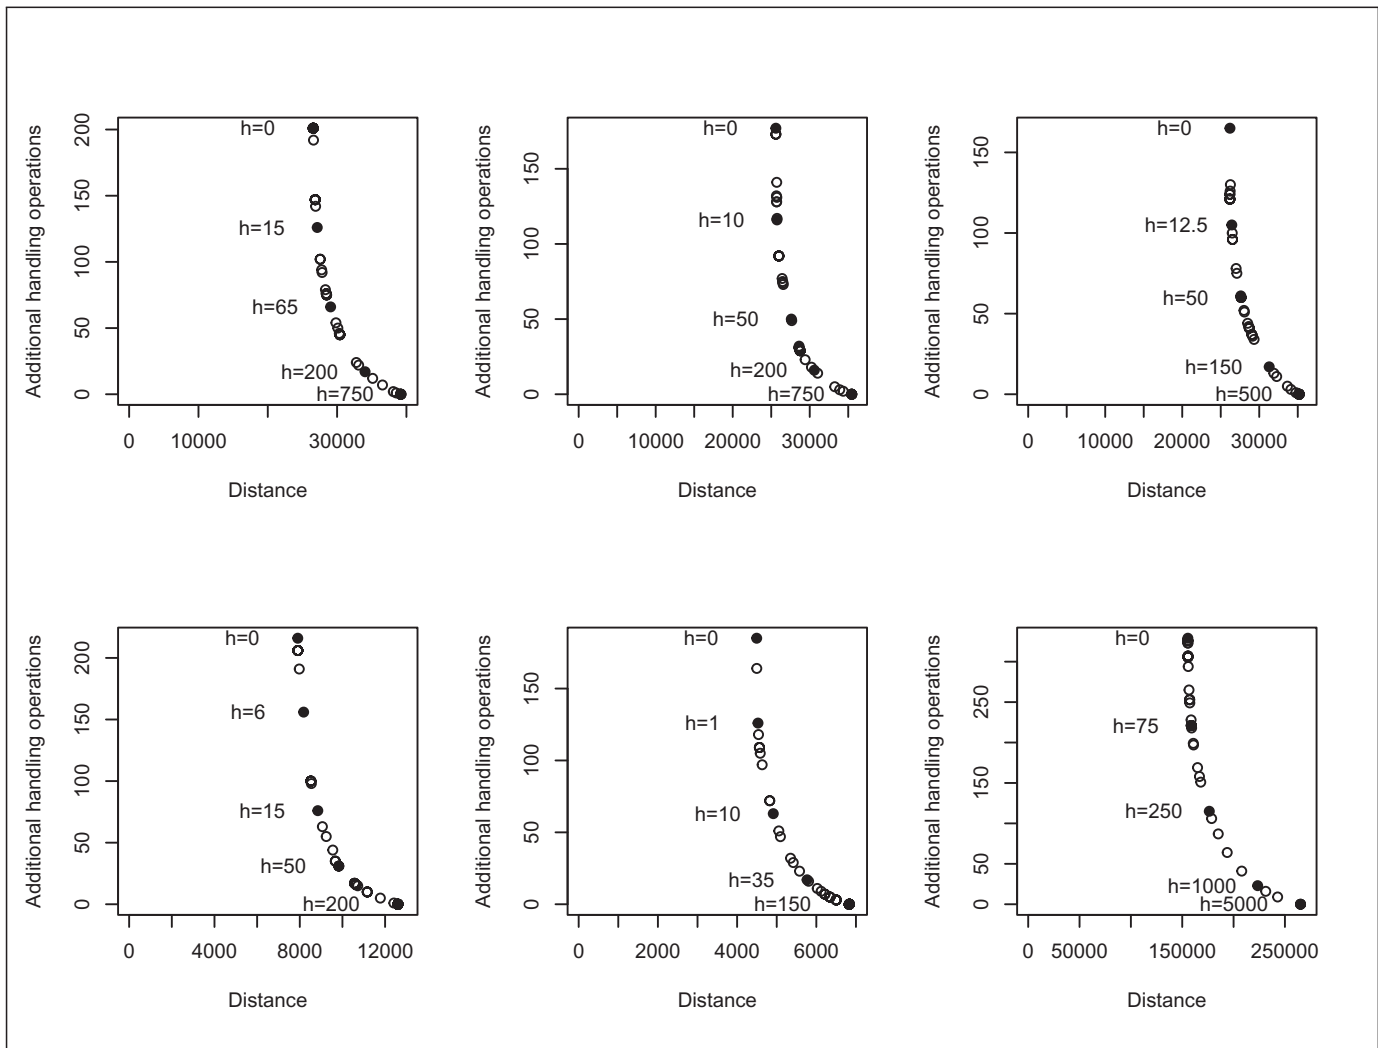 Additional handling operations
200
150
100
50
0
h=0
h=15
h=65
h=200
h=750
0 10000 30000
Distance
Additional handling operations
150
100
50
0
h=0
h=10
h=50
h=200
h=750
0 10000 20000 30000
Distance
Additional handling operations
150
100
50
0
h=0
h=12.5
h=50
h=150
h=500
0 10000 20000 30000
Distance
Additional handling operations
200
150
100
50
0
h=0
h=6
h=15
h=50
h=200
0 4000 8000 12000
Distance
Additional handling operations
150
100
50
0
h=0
h=1
h=10
h=35
h=150
0 2000 4000 6000
Distance
Additional handling operations
250
150
50
0
h=0
h=75
h=250
h=1000
h=5000
0 50000 150000 250000
Distance